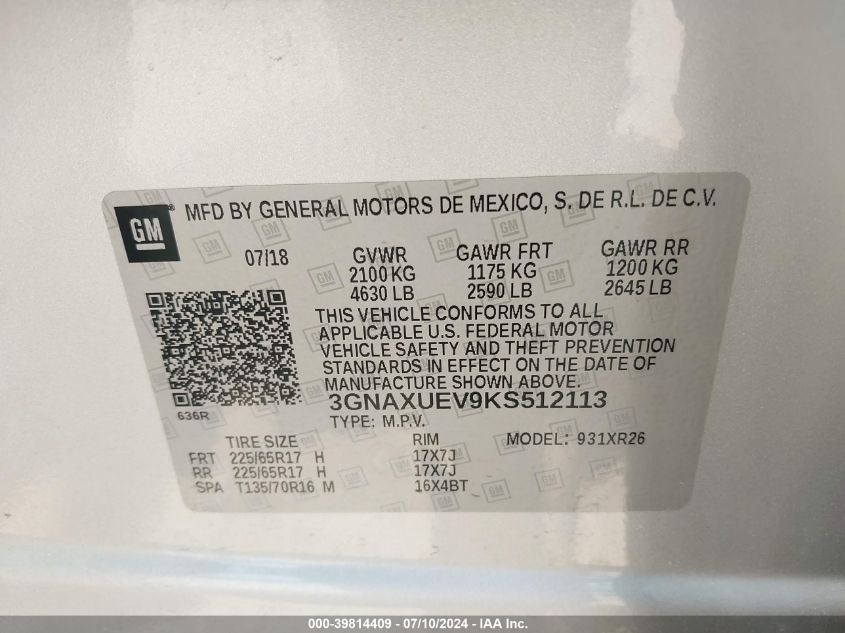 GM ® MFD BY GENERAL MOTORS DE MEXICO, S. DE R.L. DE C.V.
07/18 GVWR GAWR FRT GAWR RR
2100 KG 1175 KG 1200 KG
4630 LB 2590 LB 2645 LB
THIS VEHICLE CONFORMS TO ALL
APPLICABLE U.S. FEDERAL MOTOR
VEHICLE SAFETY AND THEFT PREVENTION
STANDARDS IN EFFECT ON THE DATE OF
MANUFACTURE SHOWN ABOVE.
3GNAXUEV9KS512113
636R
TYPE: M.P.V.
TIRE SIZE RIM MODEL: 931XR26
FRT 225/65R17 H 17X7J
RR 225/65R17 H 17X7J
SPA T135/70R16 M 16X4BT
000-39814409 - 07/10/2024 - IAA Inc.